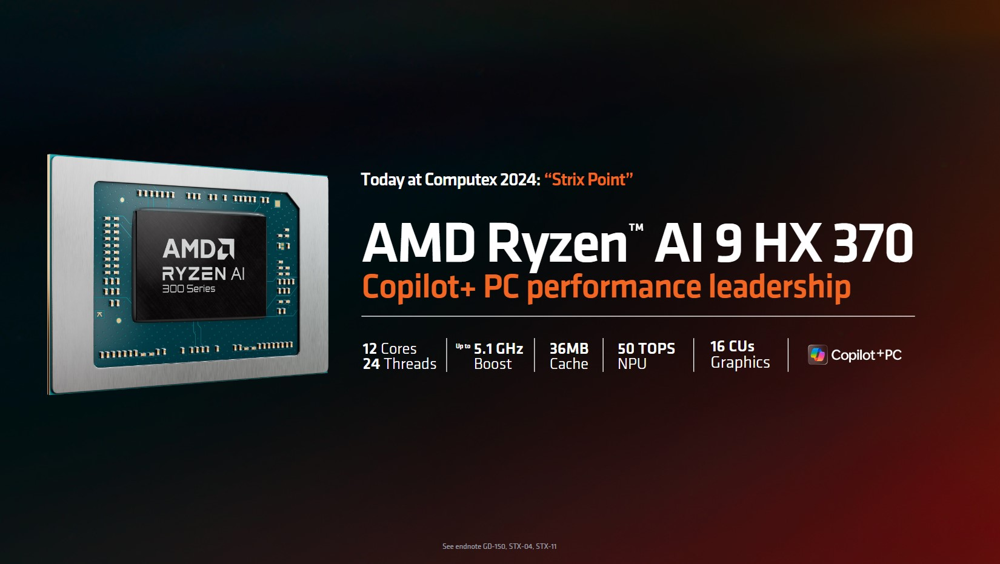 Today at Computex 2024: “Strix Point”
AMD Ryzen™ AI 9 HX 370
Copilot+ PC performance leadership
AMD
RYZEN AI
300 Series
12 Cores
24 Threads
Up to 5.1 GHz
Boost
36MB
Cache
50 TOPS
NPU
16 CUs
Graphics
Copilot+PC
See endnote GD-150, STX-04, STX-11